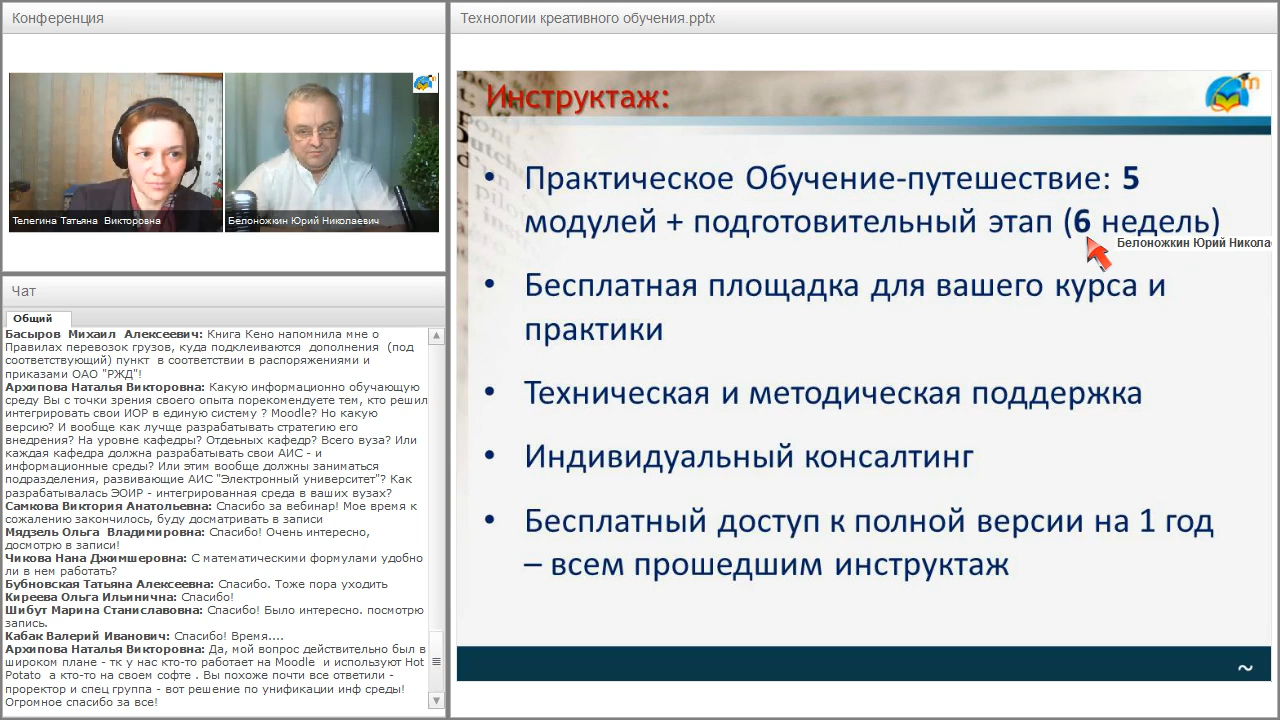 Конференция
Телегина Татьяна Викторовна
Белоножкин Юрий Николаевич
Чат
Общий
Басыров Михаил Алексеевич: Книга Кено напомнила мне о
Правилах перевозок грузов, куда подклеиваются дополнения (под
соответствующий) пункт в соответствии в распоряжениями и
приказами ОАО "РЖД"!
Архипова Наталья Викторовна: Какую информационно обучающую
среду Вы с точки зрения своего опыта порекомендуете тем, кто решил
интегрировать свои ИОР в единую систему ? Moodle? Но какую
версию? И вообще как лучще разрабатывать стратегию его
внедрения? На уровне кафедры? Отдеьных кафедр? Всего вуза? Или
каждая кафедра должна разрабатывать свои АИС - и
информационные среды? Или этим вообще должны заниматься
подразделения, развивающие АИС "Электронный университет"? Как
разрабатывалась ЭОИР - интегрированная среда в ваших вузах?
Самкова Виктория Анатольевна: Спасибо за вебинар! Мое время к
сожалению закончилось, буду досматривать в записи
Мядзель Ольга Владимировна: Спасибо! Очень интересно,
досмотрю в записи!
Чикова Нана Джимшеровна: С математическими формулами удобно
ли в нем работать?
Бубновская Татьяна Алексеевна: Спасибо. Тоже пора уходить
Киреева Ольга Ильинична: Спасибо!
Шибут Марина Станиславовна: Спасибо! Было интересно. посмотрю
запись.
Кабак Валерий Иванович: Спасибо! Время....
Архипова Наталья Викторовна: Да, мой вопрос действительно был в
широком плане - тк у нас кто-то работает на Moodle и используют Hot
Potato а кто-то на своем софте . Вы похоже почти все ответили -
проректор и спец группа - вот решение по унификации инф среды!
Огромное спасибо за все!
Технологии креативного обучения.pptx
Инструктаж:
• Практическое Обучение-путешествие: 5
модулей + подготовительный этап (6 недель)
Белоножкин Юрий Никола
• Бесплатная площадка для вашего курса и
практики
• Техническая и методическая поддержка
• Индивидуальный консалтинг
• Бесплатный доступ к полной версии на 1 год
– всем прошедшим инструктаж
~